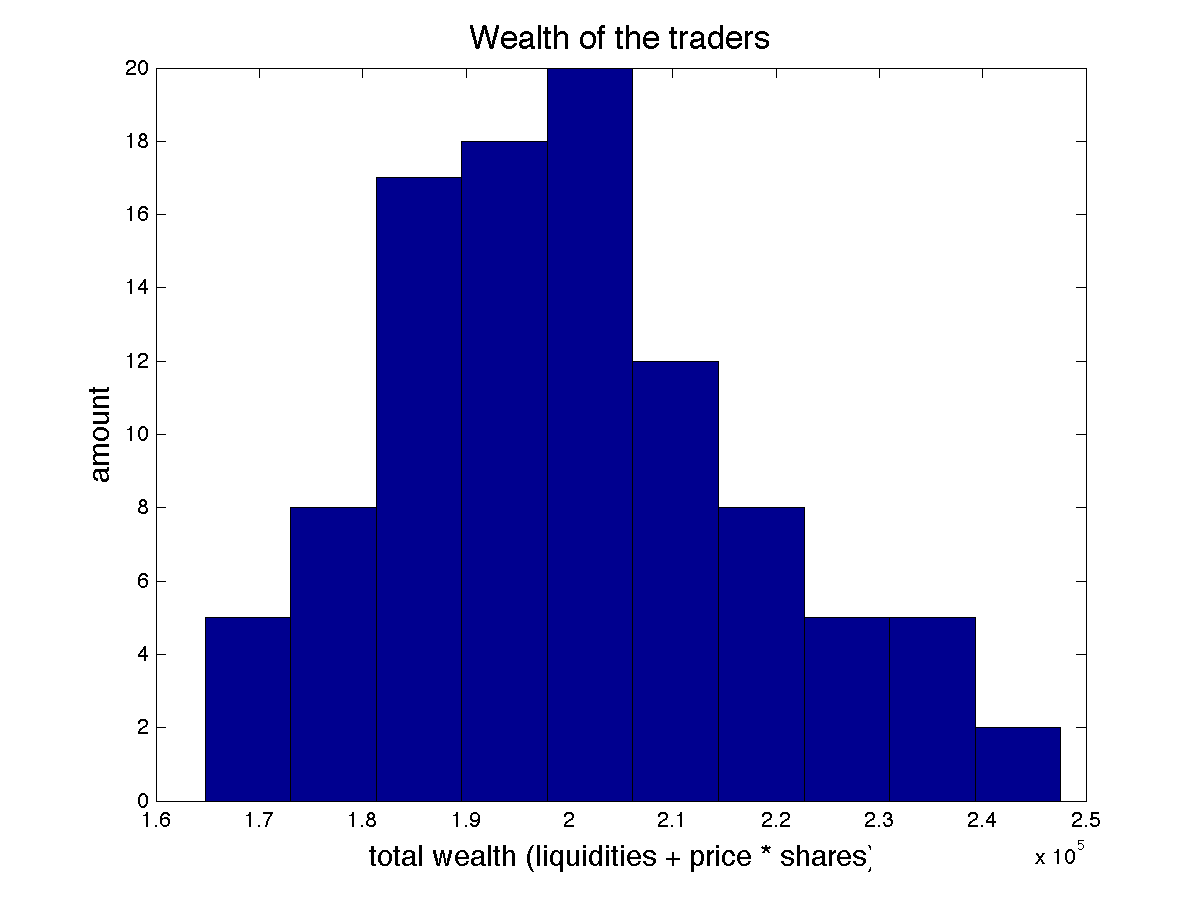 Wealth of the traders
20
18
16
14
12
10
8
6
4
2
0
amount
1.6 1.7 1.8 1.9 2 2.1 2.2 2.3 2.4 2.5
total wealth (liquidities + price * shares)
x 10^5